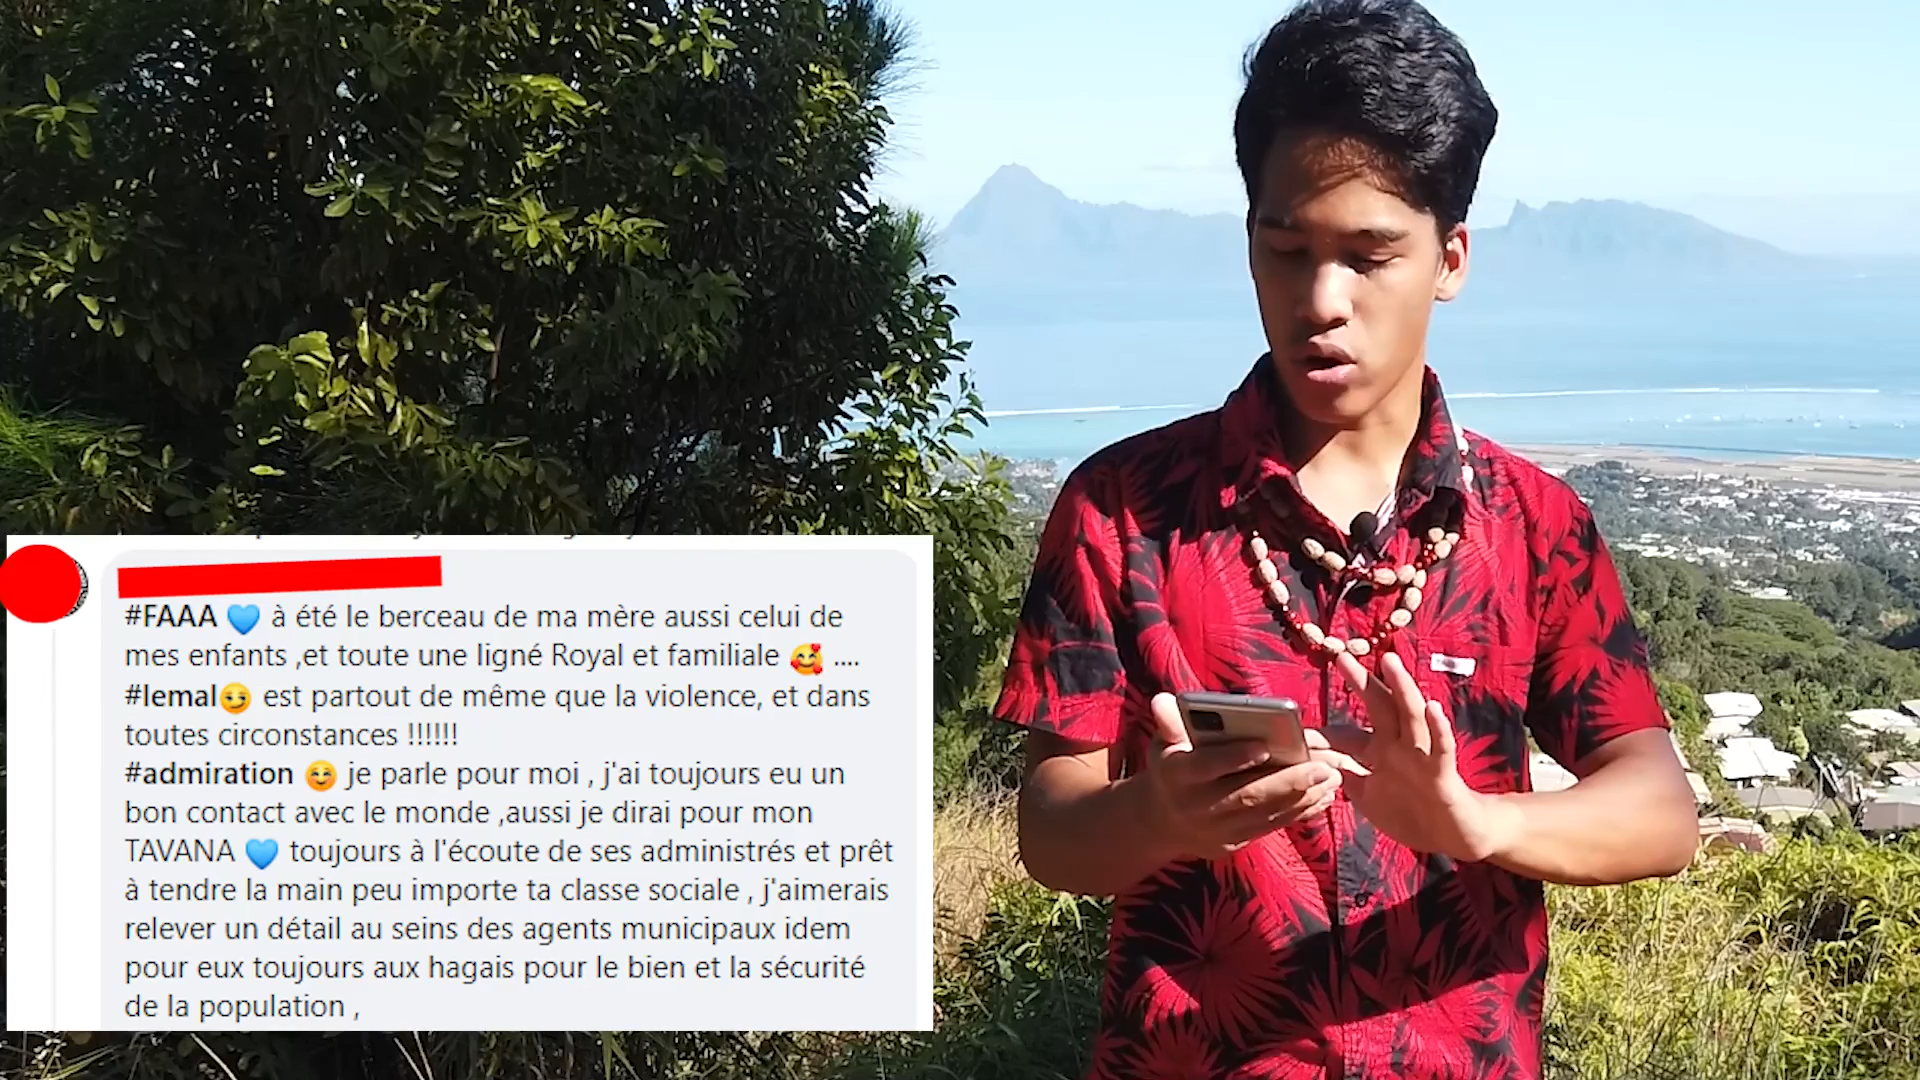 #FAAA 💙 à été le berceau de ma mère aussi celui de
mes enfants ,et toute une ligné Royal et familiale 🥰 ....
#lemal😏 est partout de même que la violence, et dans
toutes circonstances !!!!!!
#admiration ☺️ je parle pour moi , j'ai toujours eu un
bon contact avec le monde ,aussi je dirai pour mon
TAVANA 💙 toujours à l'écoute de ses administrés et prêt
à tendre la main peu importe ta classe sociale , j'aimerais
relever un détail au seins des agents municipaux idem
pour eux toujours aux hagais pour le bien et la sécurité
de la population ,